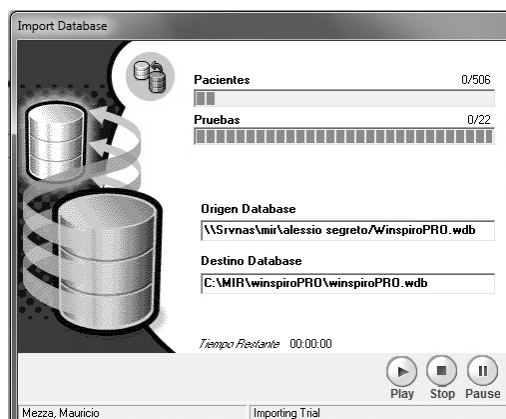 Import Database
Pacientes 0/506
Pruebas 0/22
Origen Database
\\Srvnas\mir\alessio segreto/WinspiroPRO.wdb
Destino Database
C:\MIR\winspiroPRO\winspiroPRO.wdb
Tiempo Restante 00:00:00
Play Stop Pause
Mezza, Mauricio Importing Trial